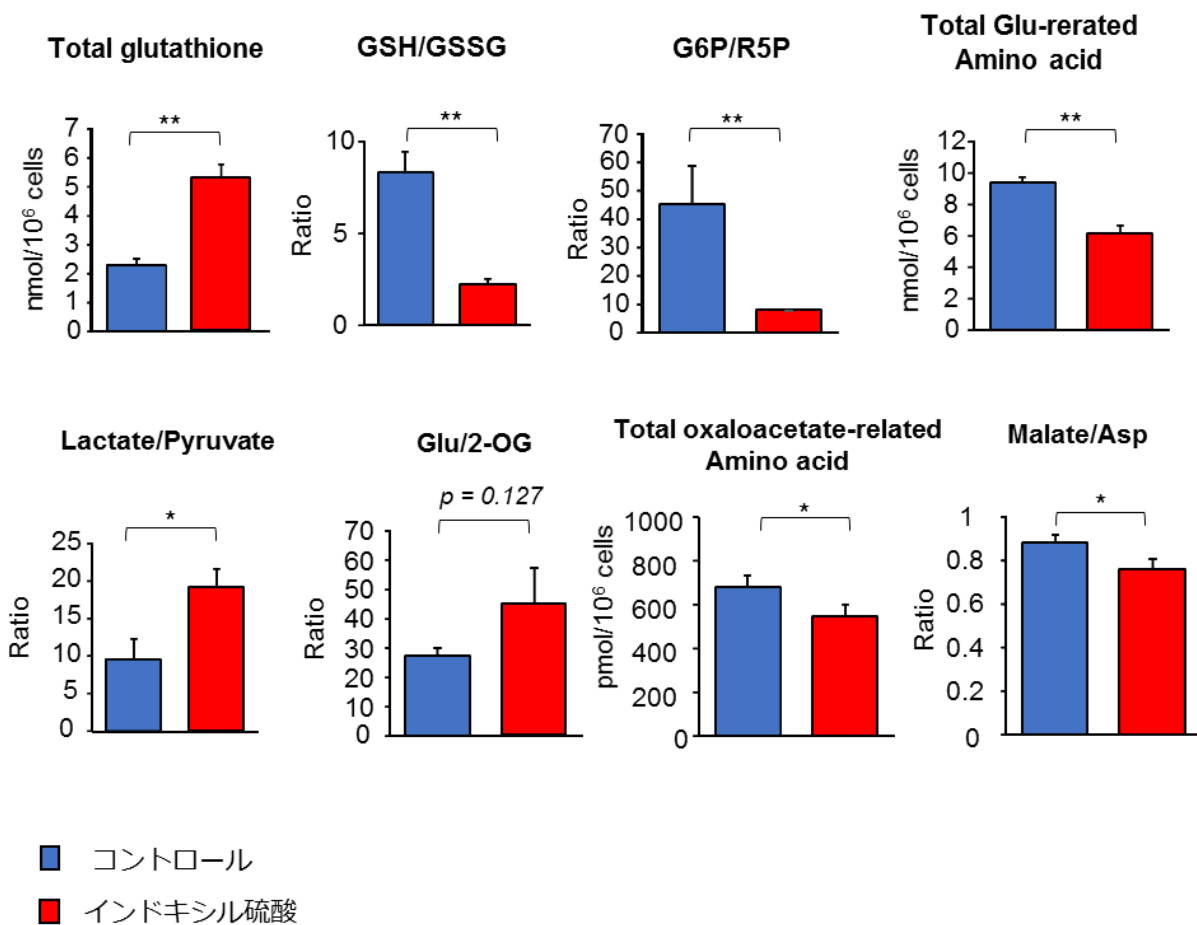 Total glutathione
GSH/GSSG
G6P/R5P
Total Glu-rerated
Amino acid
**
7
6
5
4
3
2
1
0
nmol/10⁶ cells
**
10
5
0
Ratio
**
70
60
50
40
30
20
10
0
Ratio
**
12
10
8
6
4
2
0
nmol/10⁶ cells
Lactate/Pyruvate
Glu/2-OG
Total oxaloacetate-related
Amino acid
Malate/Asp
*
25
20
15
10
5
0
Ratio
p = 0.127
70
60
50
40
30
20
10
0
Ratio
*
1000
800
600
400
200
0
pmol/10⁶ cells
*
1
0.8
0.6
0.4
0.2
0
Ratio
コントロール
インドキシル硫酸